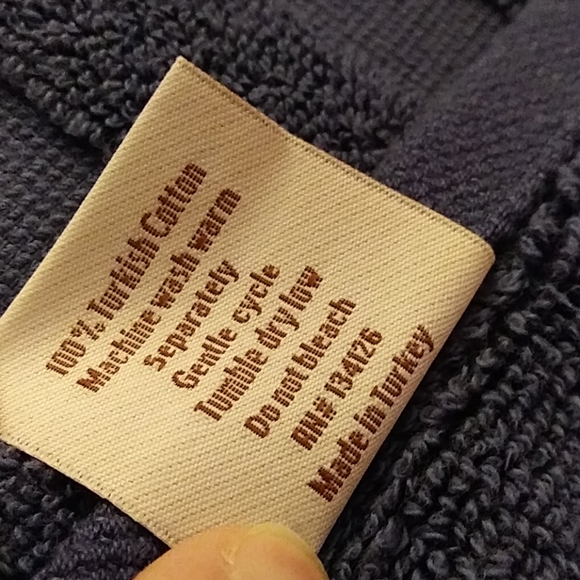 100% Turkish Cotton
Machine wash warm
Separately
Gentle cycle
Tumble dry low
Do not bleach
RN# 134126
Made in Turkey